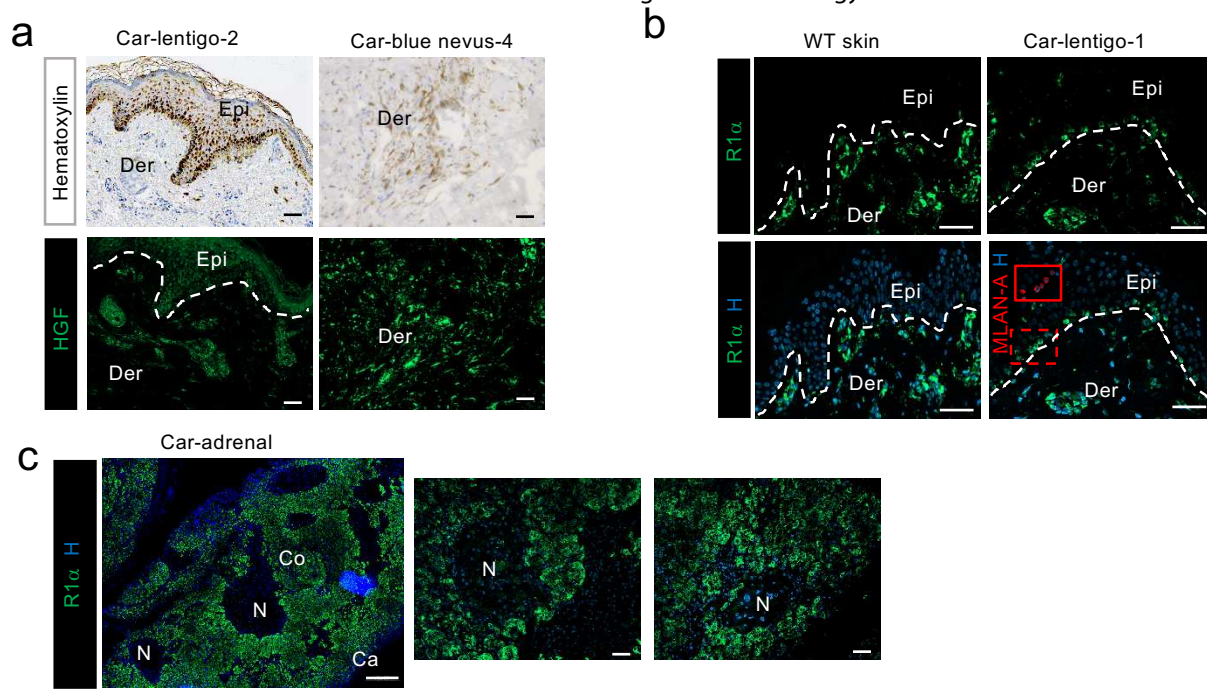 a
Car-lentigo-2
Car-blue nevus-4
Hematoxylin
Epi
Der
Der
HGF
Epi
Der
Der
b
WT skin
Car-lentigo-1
R1α
Epi
Der
Epi
Der
R1α H
Epi
Der
MLAN-A H
Epi
Der
c
Car-adrenal
R1α H
Co
N
N
Ca
N
N